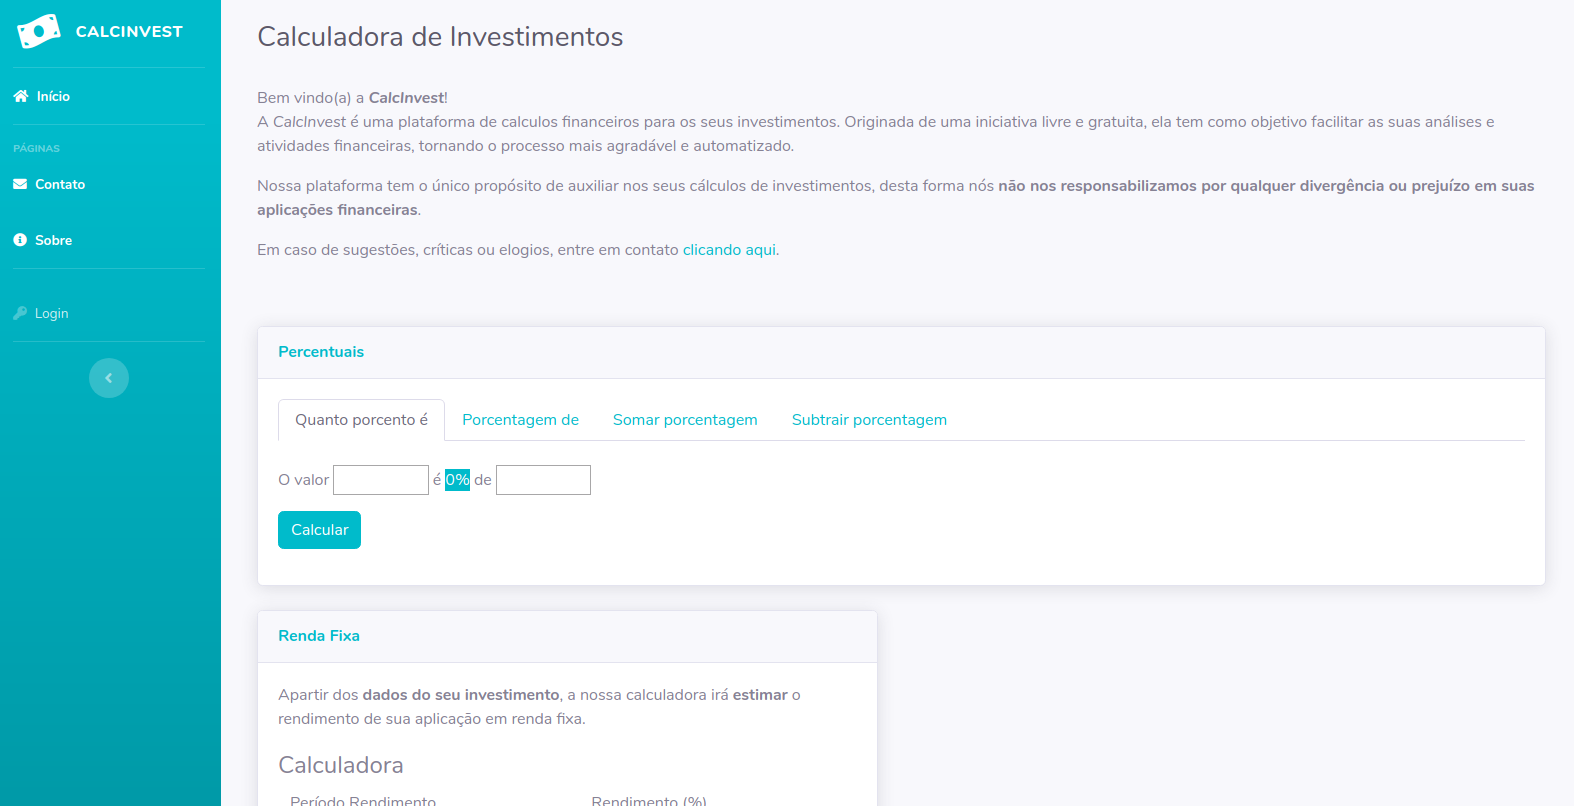 CALCINVEST
Início
PÁGINAS
Contato
Sobre
Login
Calculadora de Investimentos
Bem vindo(a) a CalcInvest!
A CalcInvest é uma plataforma de calculos financeiros para os seus investimentos. Originada de uma iniciativa livre e gratuita, ela tem como objetivo facilitar as suas análises e
atividades financeiras, tornando o processo mais agradável e automatizado.
Nossa plataforma tem o único propósito de auxiliar nos seus cálculos de investimentos, desta forma nós não nos responsabilizamos por qualquer divergência ou prejuízo em suas
aplicações financeiras.
Em caso de sugestões, críticas ou elogios, entre em contato clicando aqui.
Percentuais
Quanto porcento é Porcentagem de Somar porcentagem Subtrair porcentagem
O valor é 0% de
Calcular
Renda Fixa
Apartir dos dados do seu investimento, a nossa calculadora irá estimar o
rendimento de sua aplicação em renda fixa.
Calculadora
Período Rendimento Rendimento (%)